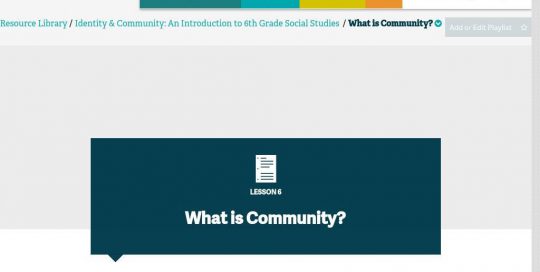 Resource Library / Identity & Community: An Introduction to 6th Grade Social Studies / What is Community?
Add or Edit Playlist
LESSON 6
What is Community?